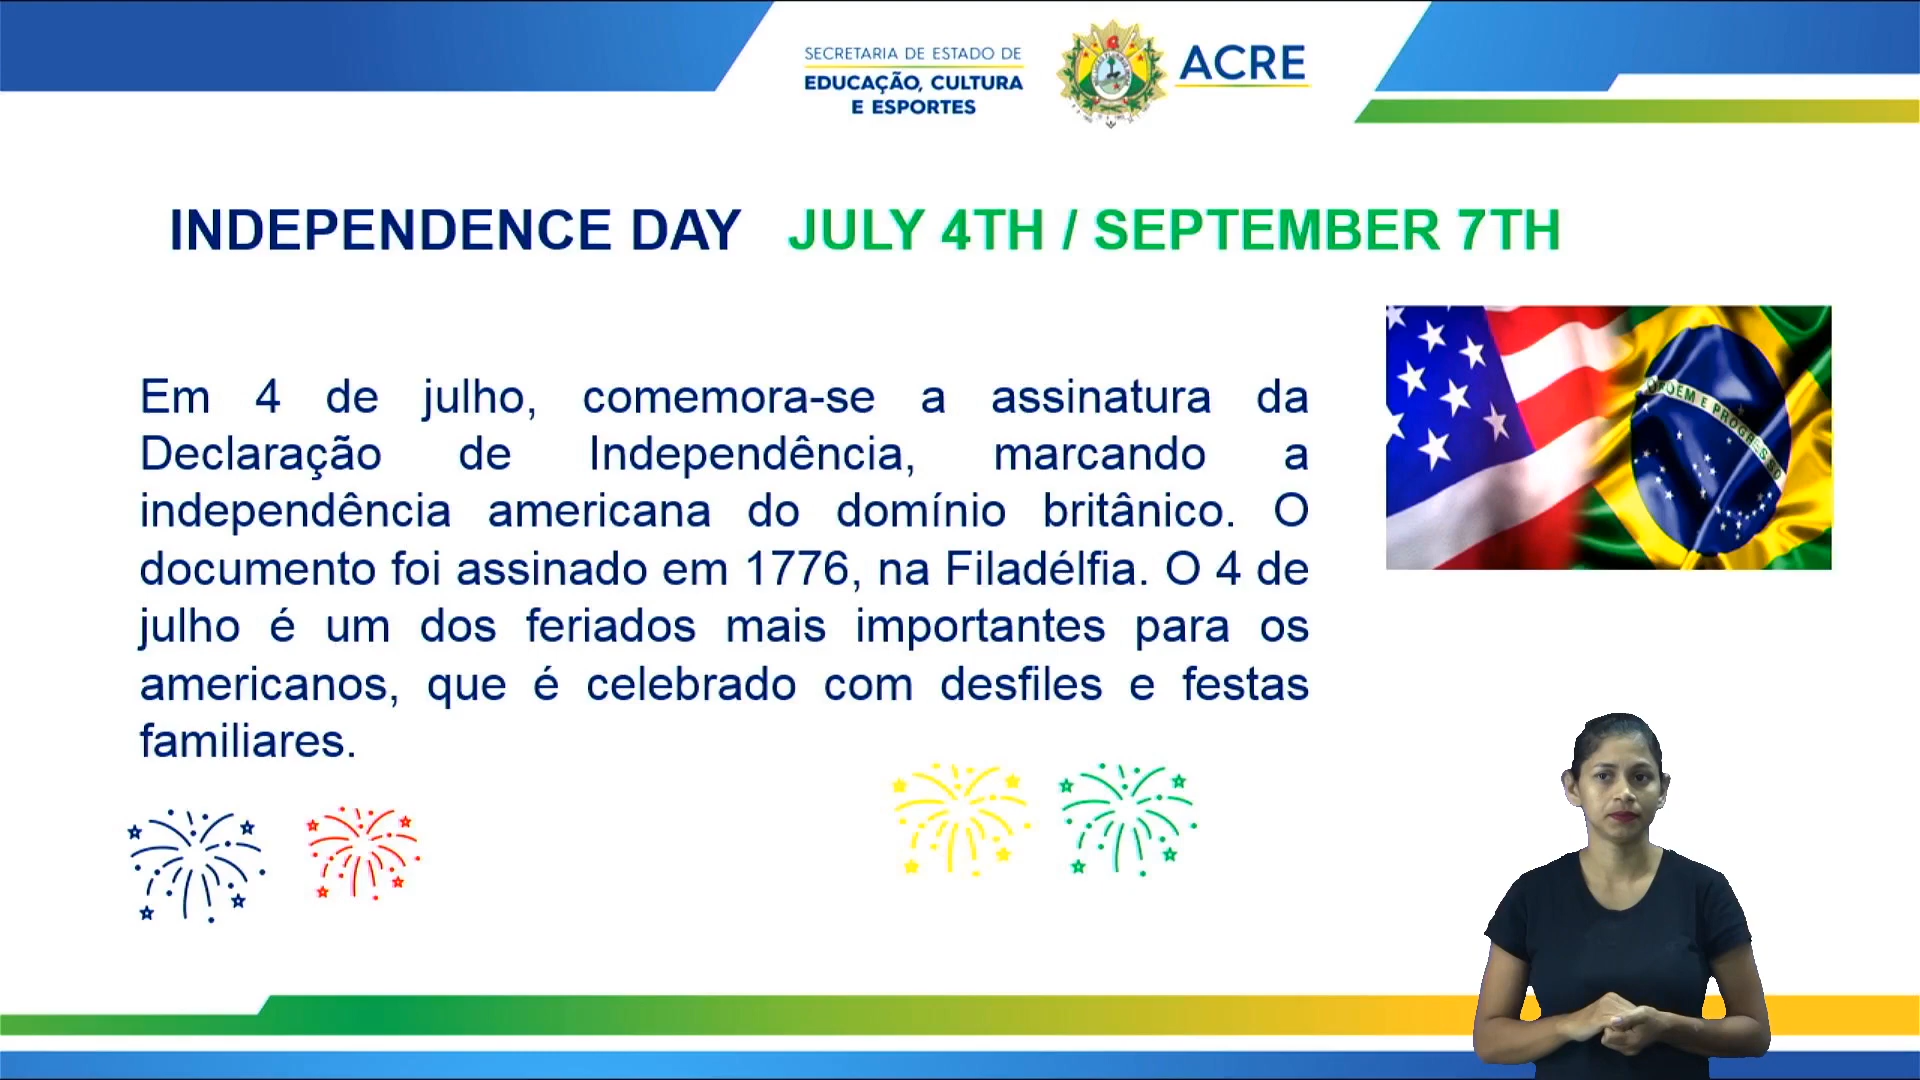 SECRETARIA DE ESTADO DE
EDUCAÇÃO, CULTURA
E ESPORTES
ACRE
INDEPENDENCE DAY JULY 4TH / SEPTEMBER 7TH
Em 4 de julho, comemora-se a assinatura da
Declaração de Independência, marcando a
independência americana do domínio britânico. O
documento foi assinado em 1776, na Filadélfia. O 4 de
julho é um dos feriados mais importantes para os
americanos, que é celebrado com desfiles e festas
familiares.
ORDEM E PROGRESSO